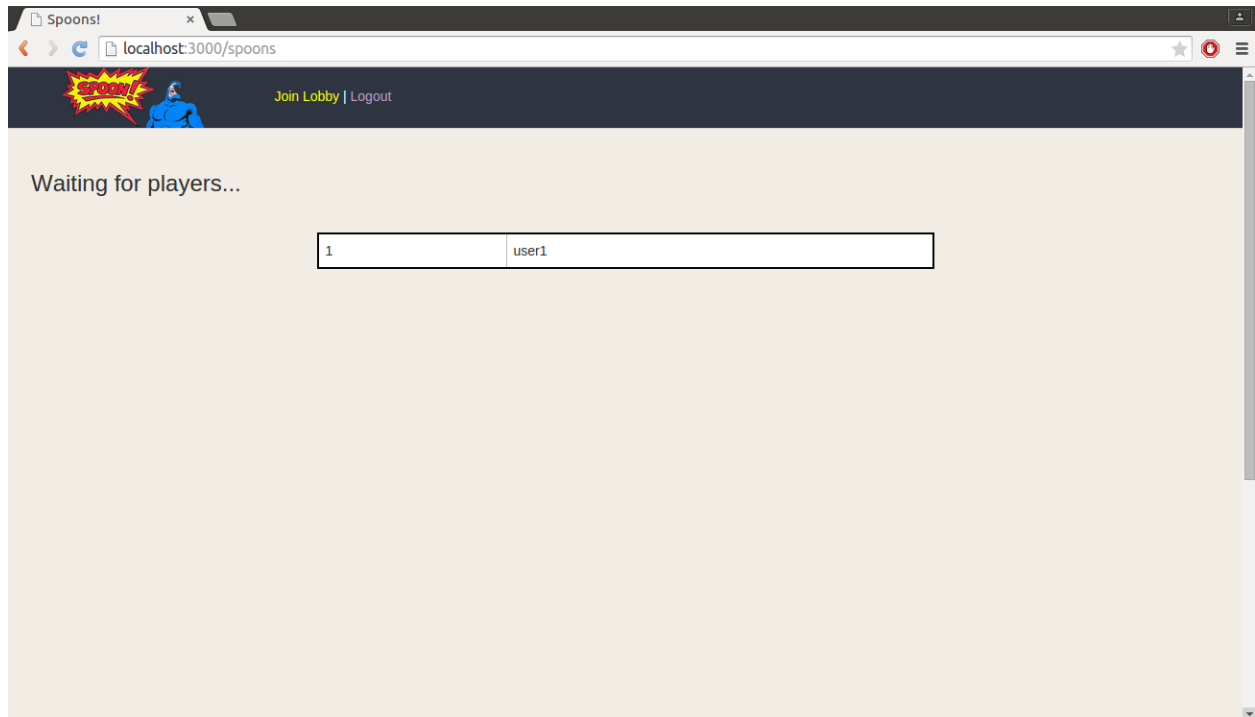 Spoons!
localhost:3000/spoons
SPOON!
Join Lobby | Logout
Waiting for players...
1 user1